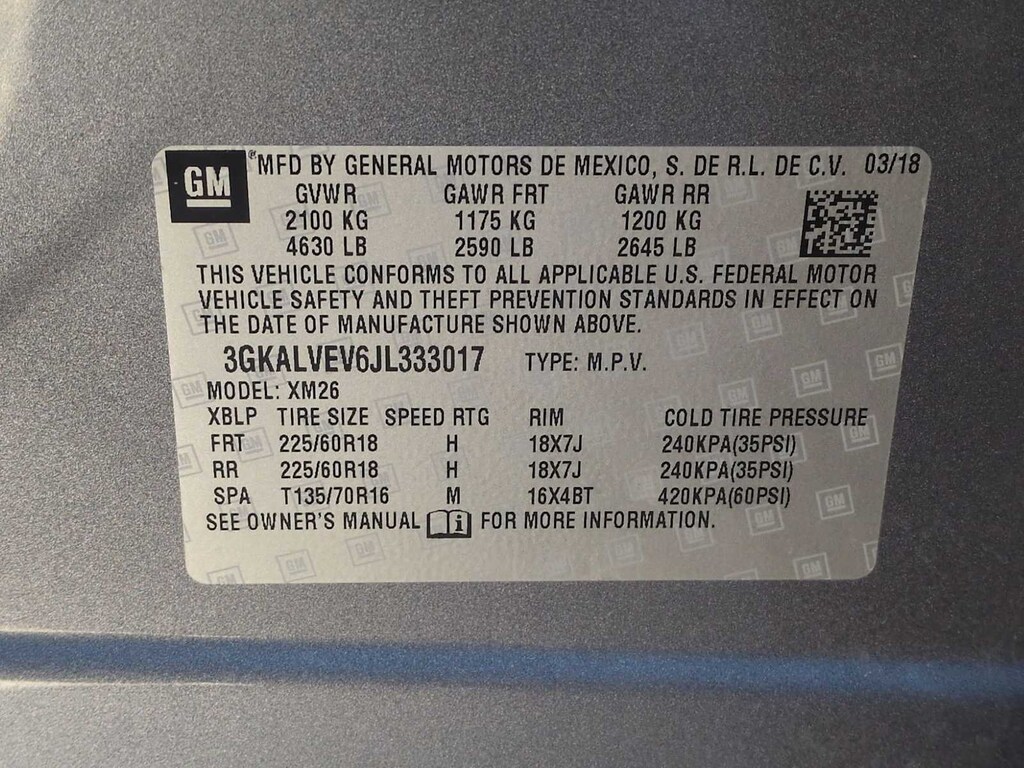 GM ® MFD BY GENERAL MOTORS DE MEXICO, S. DE R.L. DE C.V. 03/18
GVWR GAWR FRT GAWR RR
2100 KG 1175 KG 1200 KG
4630 LB 2590 LB 2645 LB
THIS VEHICLE CONFORMS TO ALL APPLICABLE U.S. FEDERAL MOTOR
VEHICLE SAFETY AND THEFT PREVENTION STANDARDS IN EFFECT ON
THE DATE OF MANUFACTURE SHOWN ABOVE.
3GKALVEV6JL333017 TYPE: M.P.V.
MODEL: XM26
XBLP TIRE SIZE SPEED RTG RIM COLD TIRE PRESSURE
FRT 225/60R18 H 18X7J 240KPA(35PSI)
RR 225/60R18 H 18X7J 240KPA(35PSI)
SPA T135/70R16 M 16X4BT 420KPA(60PSI)
SEE OWNER'S MANUAL i FOR MORE INFORMATION.